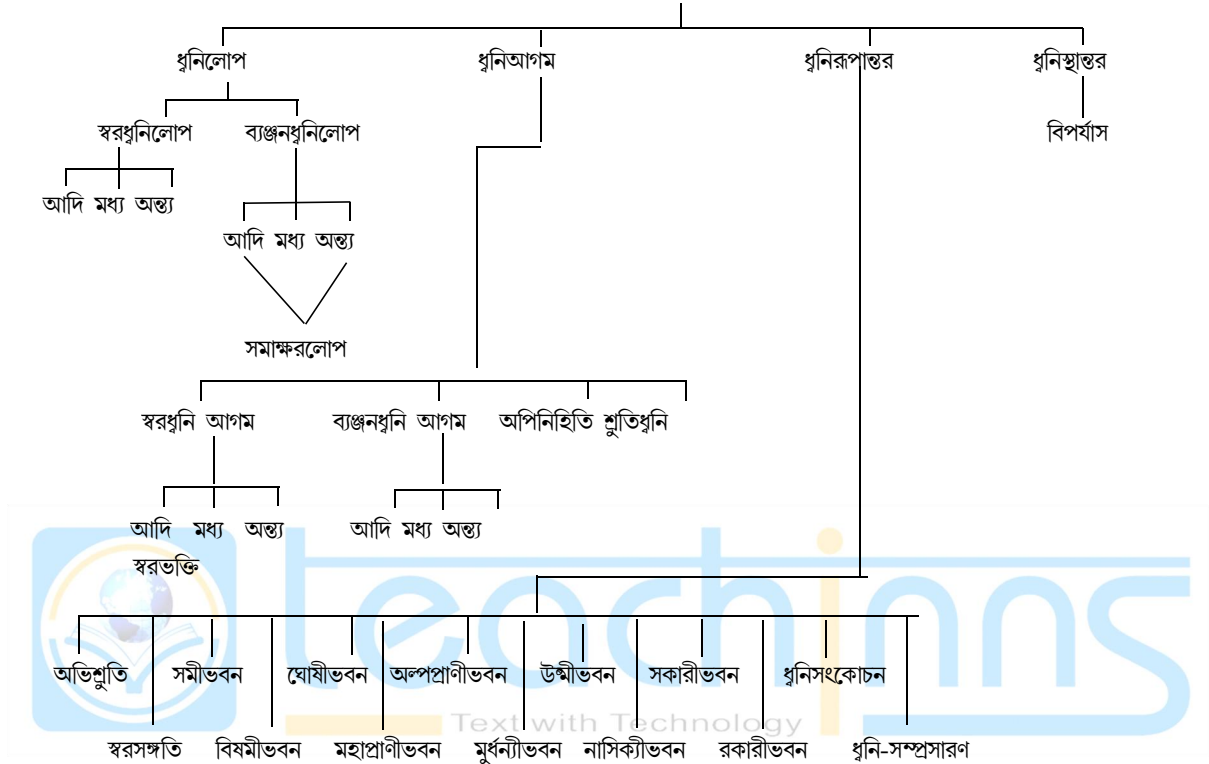 ধ্বনিলোপ ধ্বনিআগম ধ্বনিরূপান্তর ধ্বনিস্থান্তর
স্বরধ্বনিলোপ ব্যঞ্জনধ্বনিলোপ বিপর্যাস
আদি মধ্য অন্ত্য
আদি মধ্য অন্ত্য
সমাক্ষরলোপ
স্বরধ্বনি আগম ব্যঞ্জনধ্বনি আগম অপিনিহিতি শ্রুতিধ্বনি
আদি মধ্য অন্ত্য আদি মধ্য অন্ত্য
স্বরভক্তি
teachinns
অভিশ্রুতি সমীভবন ঘোষীভবন অল্পপ্রাণীভবন উষ্মীভবন সকারীভবন ধ্বনিসংকোচন
Text with Technology
স্বরসঙ্গতি বিষমীভবন মহাপ্রাণীভবন মুর্ধন্যীভবন নাসিক্যীভবন রকারীভবন ধ্বনি-সম্প্রসারণ